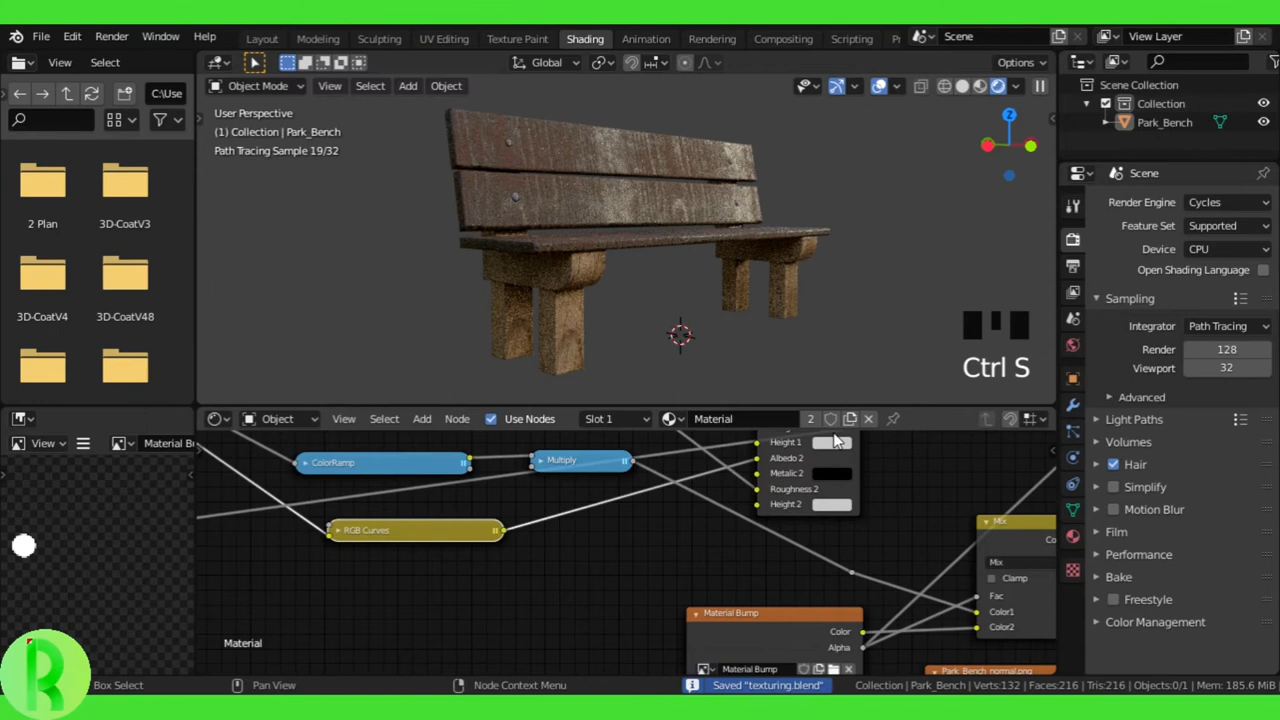 File Edit Render Window Help
Layout Modeling Sculpting UV Editing Texture Paint Shading Animation Rendering Compositing Scripting
Scene
View Layer
View Select
Global
Options
C:\Use
Object Mode View Select Add Object
2 Plan
3D-CoatV3
3D-CoatV4
3D-CoatV48
User Perspective
(1) Collection | Park_Bench
Path Tracing Sample 19/32
Z
Ctrl S
Scene Collection
Collection
Park_Bench
Scene
Render Engine Cycles
Feature Set Supported
Device CPU
Open Shading Language
Sampling
Integrator Path Tracing
Render 128
Viewport 32
Advanced
Light Paths
Volumes
Hair
Simplify
Motion Blur
Film
Performance
Bake
Freestyle
Color Management
View
Material B
Object View Select Add Node Use Nodes Slot 1 Material 2
Height 1
Albedo 2
Metalic 2
Roughness 2
Height 2
ColorRamp
Multiply
RGB Curves
Mix
Co
Mix
Clamp
Fac
Color1
Color2
Material Bump
Color
Alpha
Material Bump
Park_Bench normal.png
Material
R
Box Select Pan View Node Context Menu Saved "texturing.blend" Collection | Park_Bench | Verts:132 | Faces:216 | Tris:216 | Objects:0/1 | Mem: 185.6 MiB